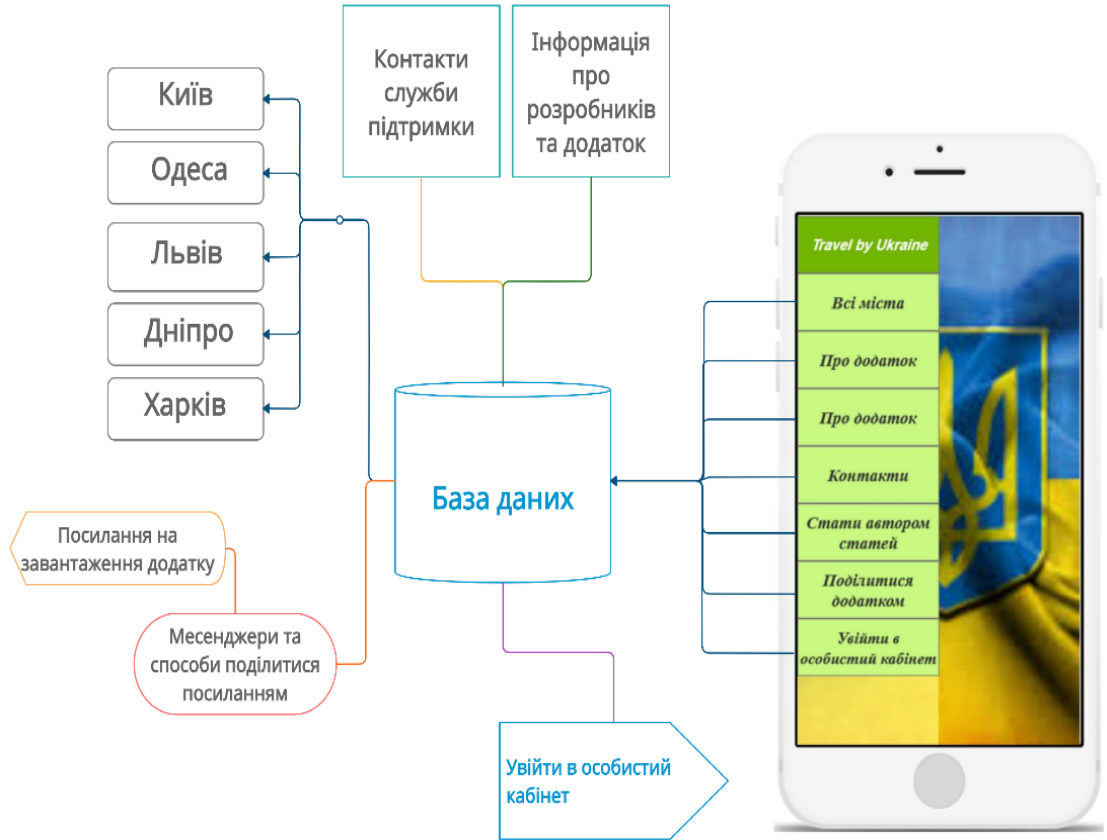 Контакти
служби
підтримки
Інформація
про
розробників
та додаток
Київ
Одеса
Львів
Дніпро
Харків
База даних
Посилання на
завантаження додатку
Месенджери та
способи поділитися
посиланням
Увійти в особистий
кабінет
Travel by Ukraine
Всі міста
Про додаток
Про додаток
Контакти
Стати автором
статей
Поділитися
додатком
Увійти в
особистий кабінет